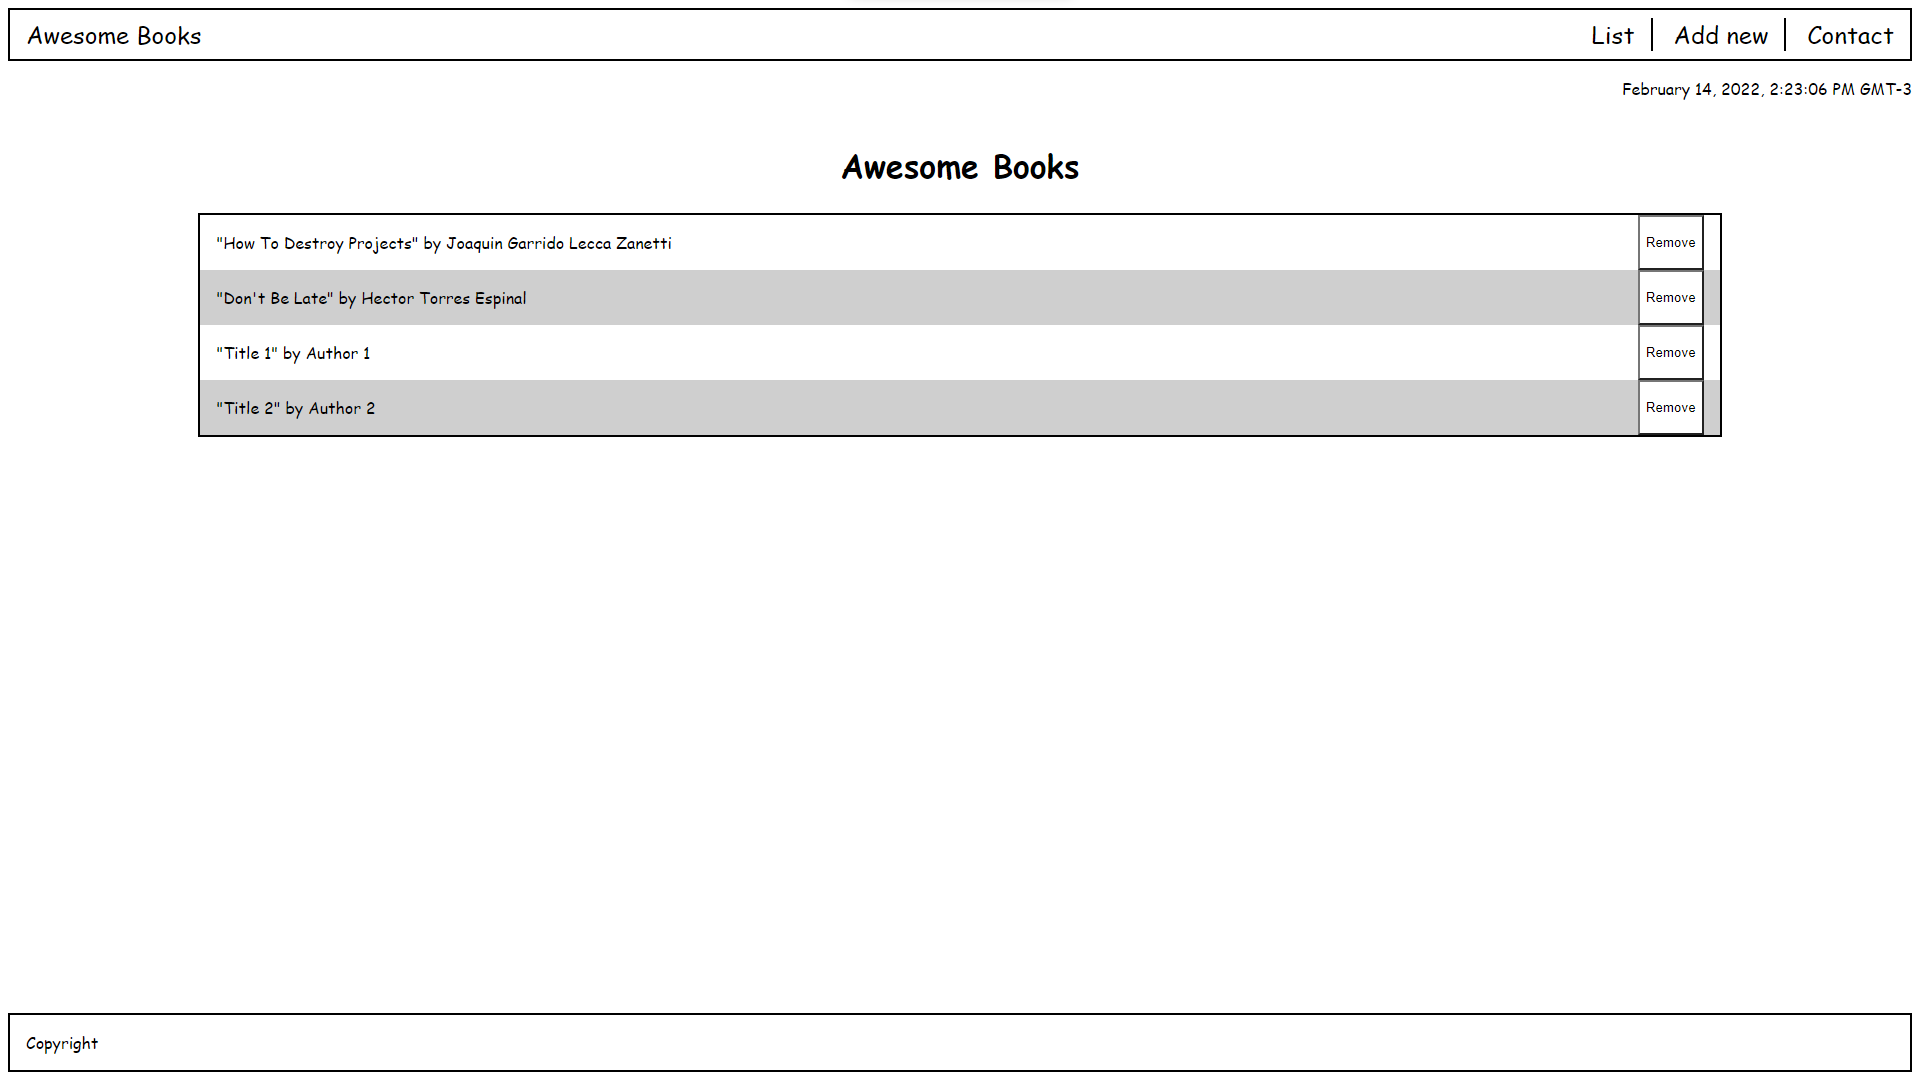 Awesome Books
List
Add new
Contact
February 14, 2022, 2:23:06 PM GMT-3
Awesome Books
"How To Destroy Projects" by Joaquin Garrido Lecca Zanetti
Remove
"Don't Be Late" by Hector Torres Espinal
Remove
"Title 1" by Author 1
Remove
"Title 2" by Author 2
Remove
Copyright